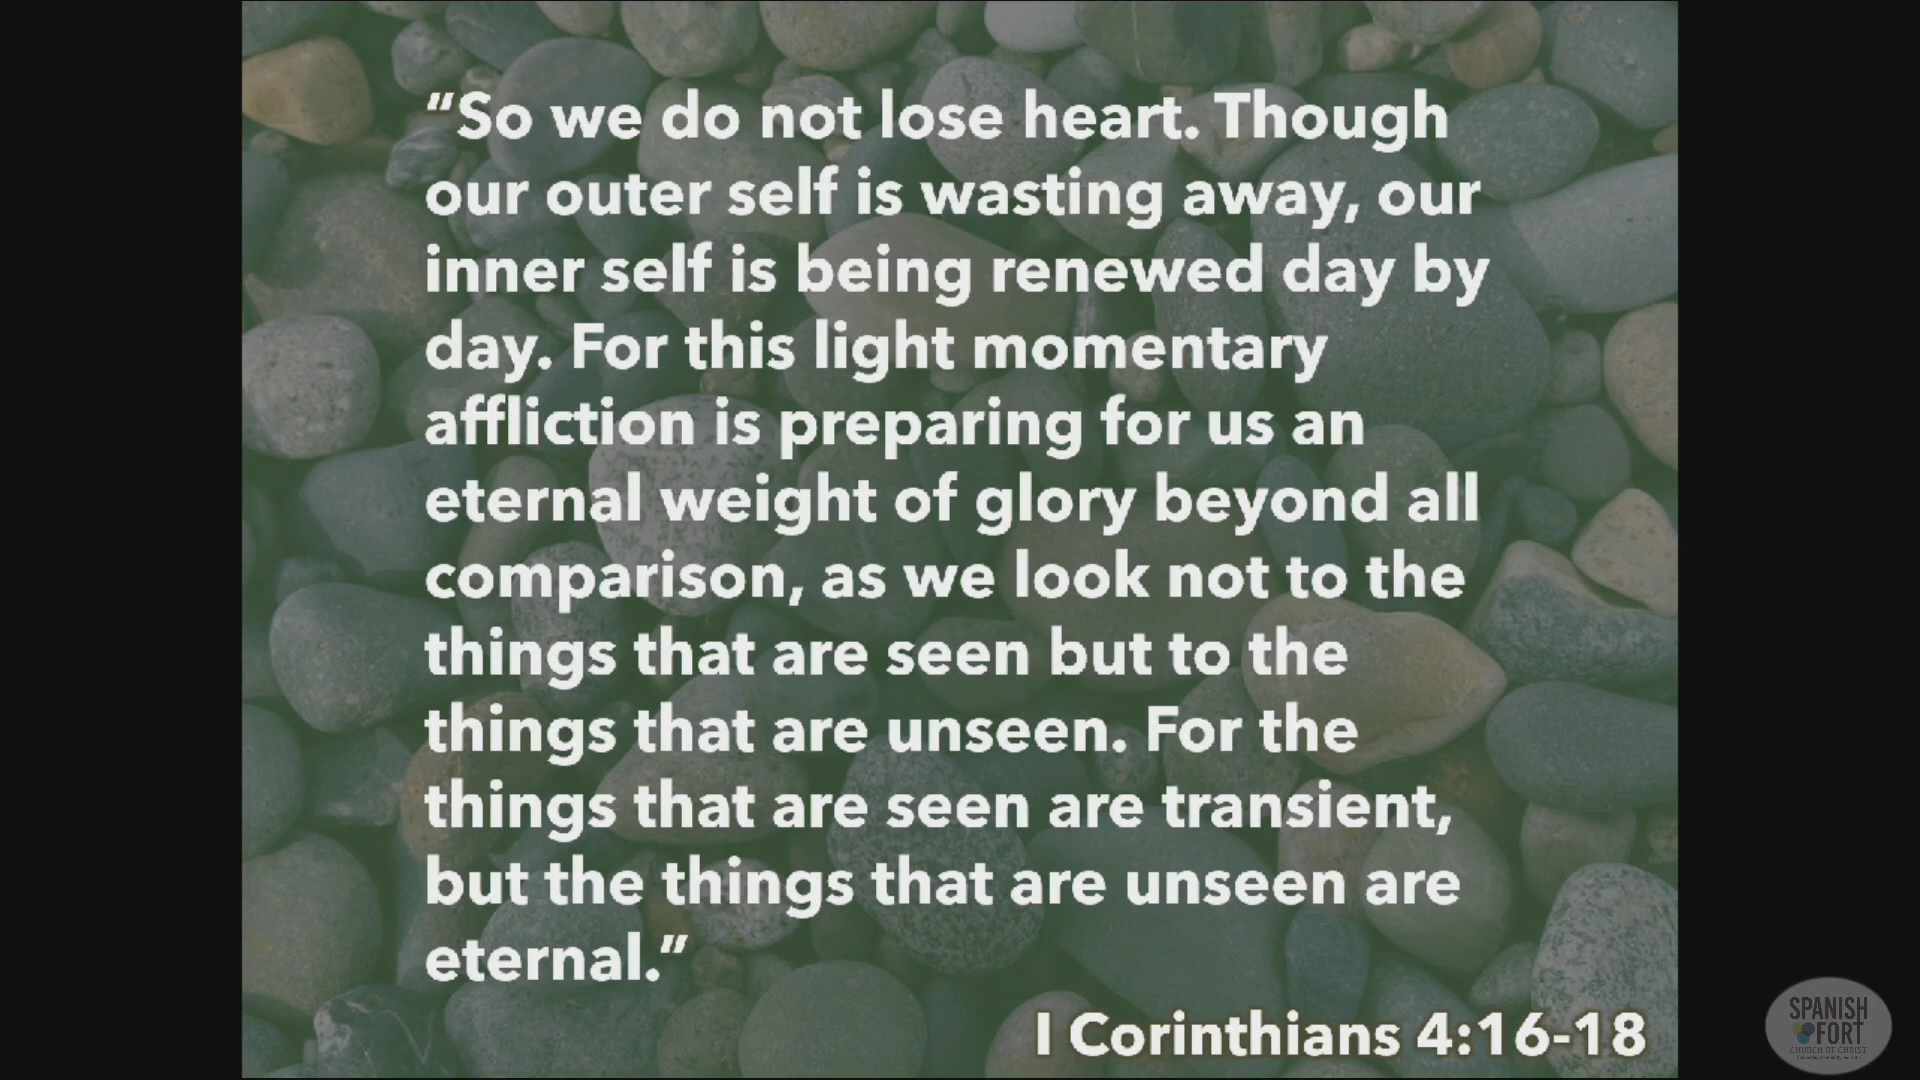 “So we do not lose heart. Though
our outer self is wasting away, our
inner self is being renewed day by
day. For this light momentary
affliction is preparing for us an
eternal weight of glory beyond all
comparison, as we look not to the
things that are seen but to the
things that are unseen. For the
things that are seen are transient,
but the things that are unseen are
eternal.”
I Corinthians 4:16-18
SPANISH
FORT
CHURCH OF CHRIST